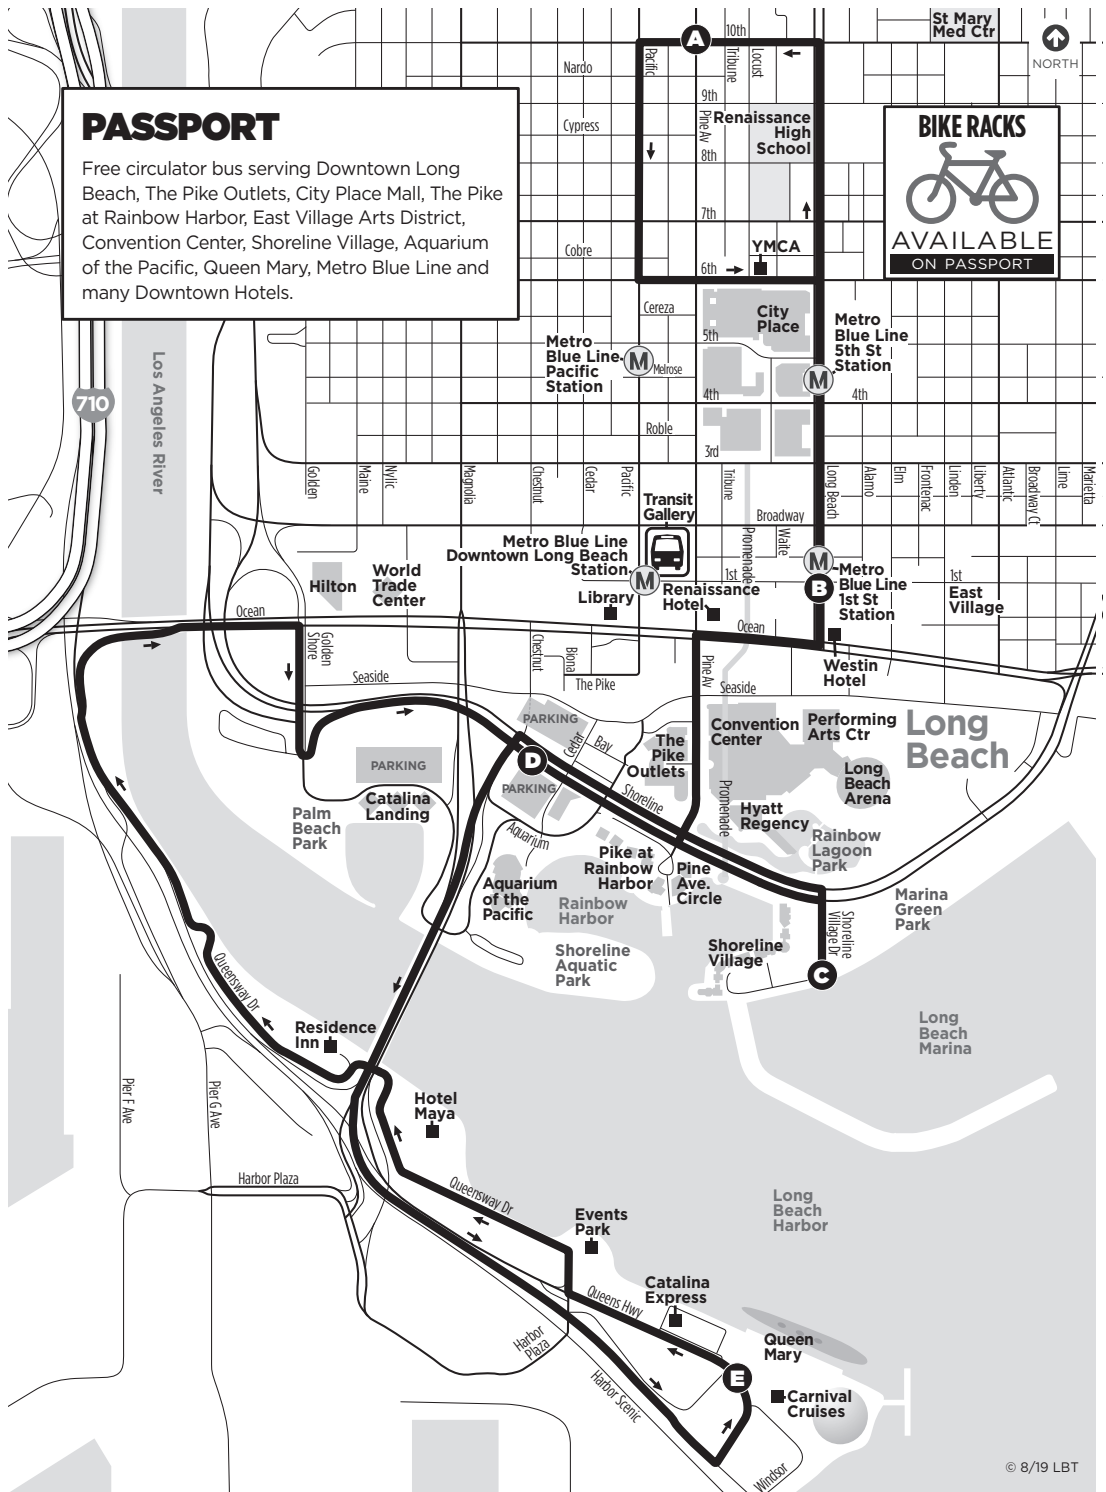 St Mary
Med Ctr
NORTH
A
10th
Pacific
Tribune
Locust
Nardo
9th
Pine Av
Renaissance
High
School
Cypress
8th
7th
Cobre
YMCA
6th
PASSPORT
Free circulator bus serving Downtown Long
Beach, The Pike Outlets, City Place Mall, The Pike
at Rainbow Harbor, East Village Arts District,
Convention Center, Shoreline Village, Aquarium
of the Pacific, Queen Mary, Metro Blue Line and
many Downtown Hotels.
BIKE RACKS
AVAILABLE
ON PASSPORT
Cereza
City
Place
5th
Metro
Blue Line
5th St
Station
M
Metro
Blue Line
Pacific
Station
M
Melrose
4th
4th
Roble
3rd
710
Los Angeles River
Golden
Maine
Nylic
Magnolia
Chestnut
Cedar
Pacific
Tribune
Long Beach
Alamo
Elm
Frontenac
Linden
Liberty
Atlantic
Broadway Ct
Lime
Marietta
Transit
Gallery
Broadway
Promenade
Waite
Metro Blue Line
Downtown Long Beach
Station
M
1st
M
B
Metro
Blue Line
1st St
Station
1st
East
Village
Hilton
World
Trade
Center
Library
Renaissance
Hotel
Ocean
Ocean
Golden
Shore
Chestnut
Biona
The Pike
Pine Av
Seaside
Seaside
Westin
Hotel
PARKING
Cedar
Bay
The
Pike
Outlets
Convention
Center
Performing
Arts Ctr
Long
Beach
Long
Beach
Arena
D
PARKING
PARKING
Shoreline
Promenade
Hyatt
Regency
Rainbow
Lagoon
Park
Palm
Beach
Park
Catalina
Landing
Aquarium
Pike at
Rainbow
Harbor
Pine
Ave.
Circle
Aquarium
of the
Pacific
Rainbow
Harbor
Marina
Green
Park
Shoreline
Village Dr
Shoreline
Village
C
Shoreline
Aquatic
Park
Queensway Dr
Residence
Inn
Long
Beach
Marina
Pier F Ave
Pier G Ave
Hotel
Maya
Harbor Plaza
Queensway Dr
Long
Beach
Harbor
Events
Park
Queens Hwy
Catalina
Express
Harbor
Plaza
Queen
Mary
E
Harbor Scenic
Carnival
Cruises
Windsor
© 8/19 LBT